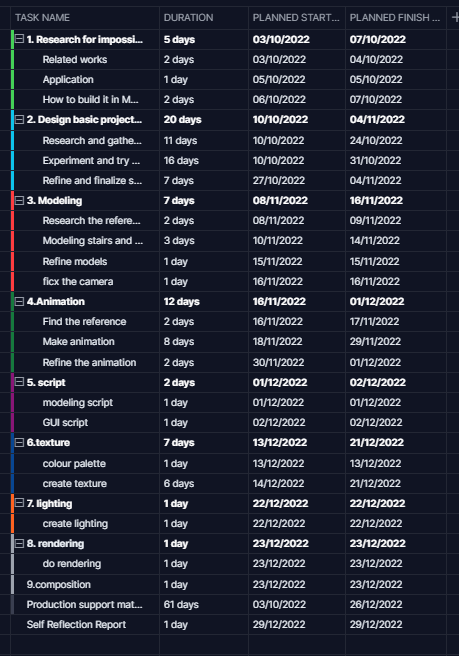 TASK NAME DURATION PLANNED START... PLANNED FINISH ...
1. Research for impossi... 5 days 03/10/2022 07/10/2022
Related works 2 days 03/10/2022 04/10/2022
Application 1 day 05/10/2022 05/10/2022
How to build it in M... 2 days 06/10/2022 07/10/2022
2. Design basic project... 20 days 10/10/2022 04/11/2022
Research and gathe... 11 days 10/10/2022 24/10/2022
Experiment and try ... 16 days 10/10/2022 31/10/2022
Refine and finalize s... 7 days 27/10/2022 04/11/2022
3. Modeling 7 days 08/11/2022 16/11/2022
Research the refere... 2 days 08/11/2022 09/11/2022
Modeling stairs and ... 3 days 10/11/2022 14/11/2022
Refine models 1 day 15/11/2022 15/11/2022
ficx the camera 1 day 16/11/2022 16/11/2022
4.Animation 12 days 16/11/2022 01/12/2022
Find the reference 2 days 16/11/2022 17/11/2022
Make animation 8 days 18/11/2022 29/11/2022
Refine the animation 2 days 30/11/2022 01/12/2022
5. script 2 days 01/12/2022 02/12/2022
modeling script 1 day 01/12/2022 01/12/2022
GUI script 1 day 02/12/2022 02/12/2022
6.texture 7 days 13/12/2022 21/12/2022
colour palette 1 day 13/12/2022 13/12/2022
create texture 6 days 14/12/2022 21/12/2022
7. lighting 1 day 22/12/2022 22/12/2022
create lighting 1 day 22/12/2022 22/12/2022
8. rendering 1 day 23/12/2022 23/12/2022
do rendering 1 day 23/12/2022 23/12/2022
9.composition 1 day 23/12/2022 23/12/2022
Production support mat... 61 days 03/10/2022 26/12/2022
Self Reflection Report 1 day 29/12/2022 29/12/2022